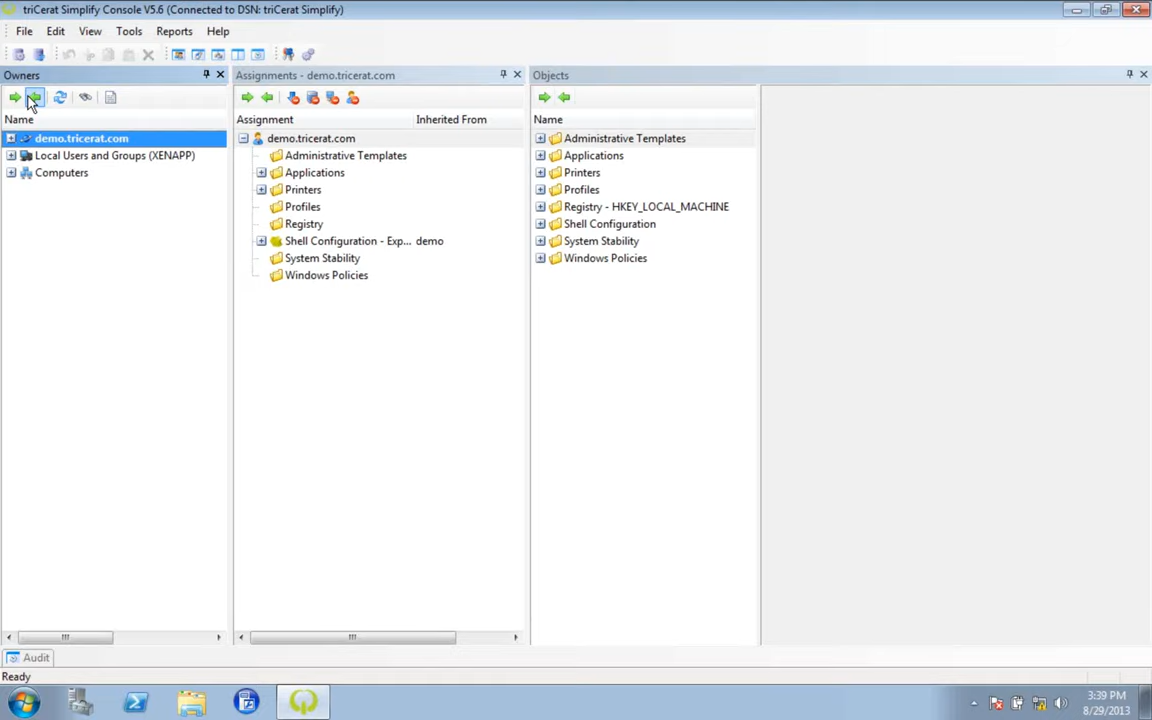 triCerat Simplify Console V5.6 (Connected to DSN: triCerat Simplify)
File Edit View Tools Reports Help
Owners
Name
demo.tricerat.com
Local Users and Groups (XENAPP)
Computers
Assignments - demo.tricerat.com
Assignment Inherited From
demo.tricerat.com
Administrative Templates
Applications
Printers
Profiles
Registry
Shell Configuration - Exp... demo
System Stability
Windows Policies
Objects
Name
Administrative Templates
Applications
Printers
Profiles
Registry - HKEY_LOCAL_MACHINE
Shell Configuration
System Stability
Windows Policies
Audit
Ready
3:39 PM
8/29/2013